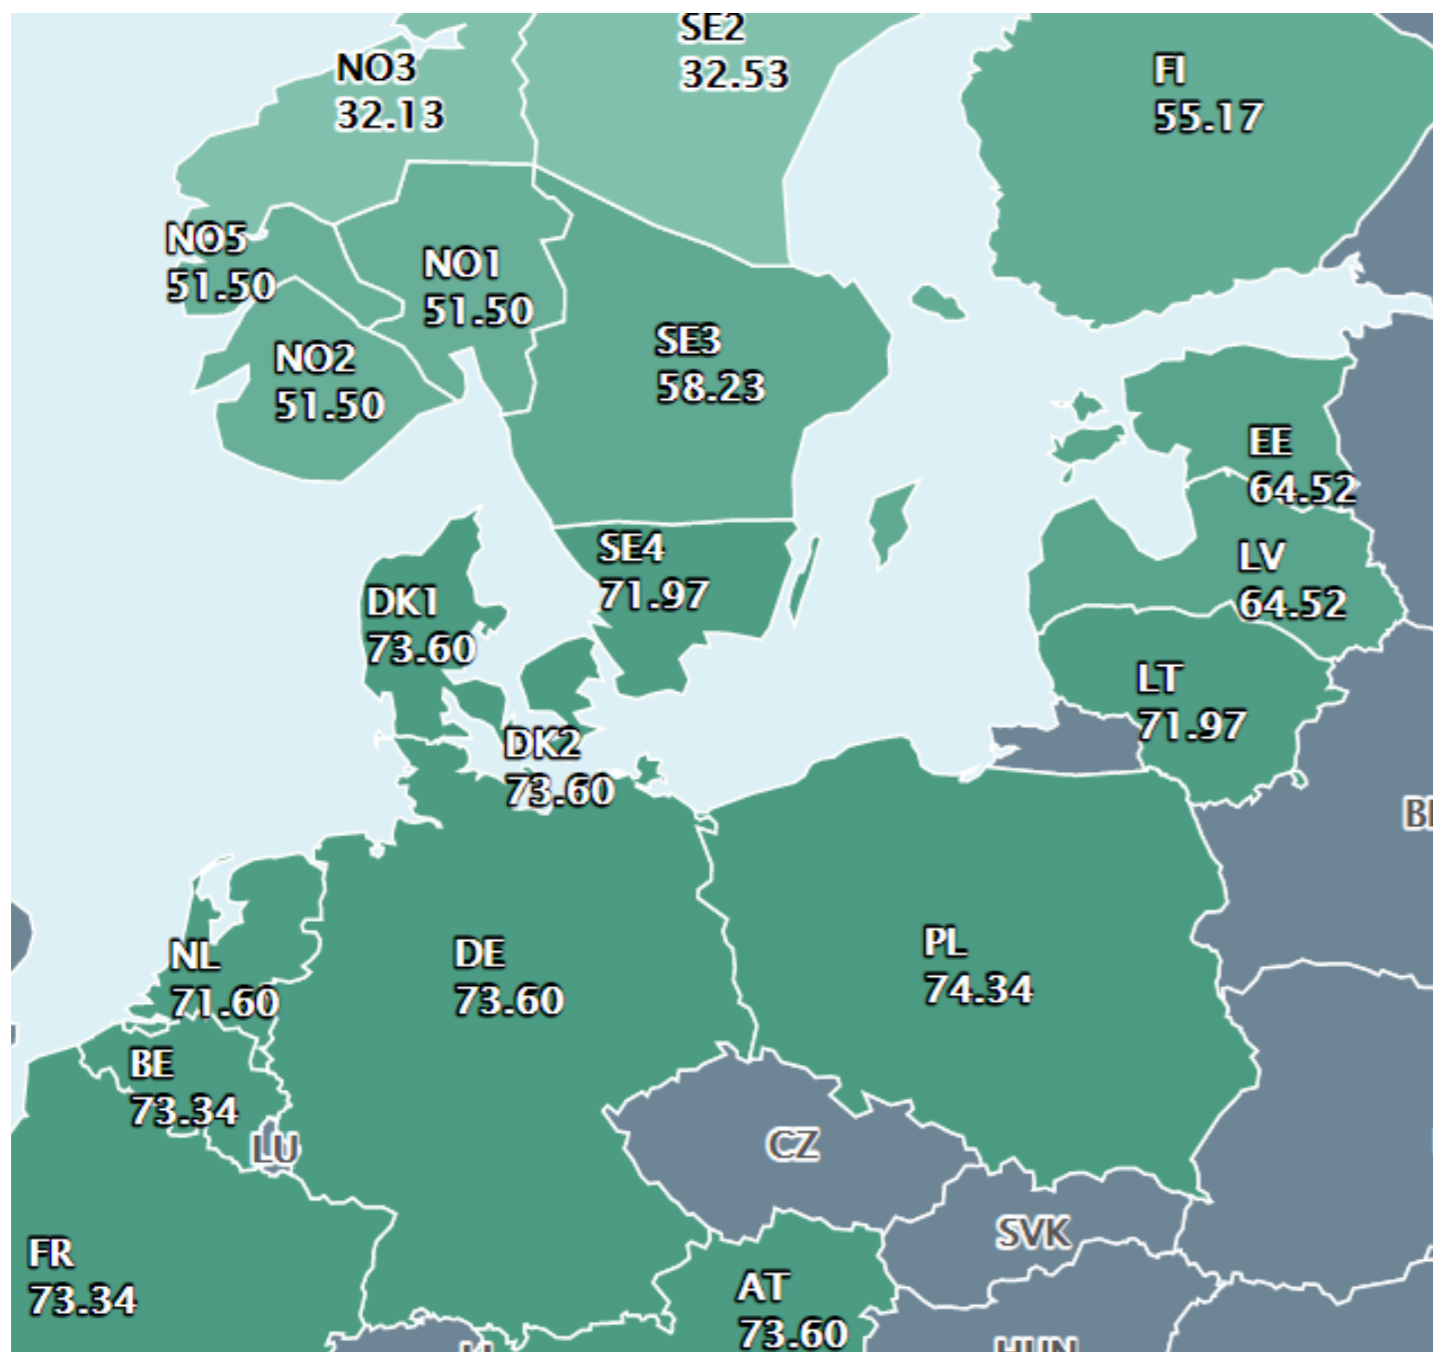 SE2
32.53
NO3
32.13
FI
55.17
NO5
51.50
NO1
51.50
NO2
51.50
SE3
58.23
EE
64.52
SE4
71.97
LV
64.52
DK1
73.60
LT
71.97
DK2
73.60
NL
71.60
DE
73.60
PL
74.34
BE
73.34
LU
CZ
SVK
FR
73.34
AT
73.60
HUN